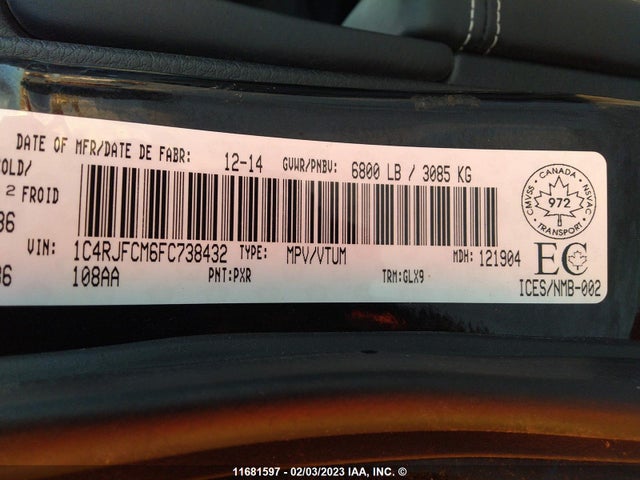 DATE OF MFR/DATE DE FABR: 12-14 GVWR/PNBV: 6800 LB / 3085 KG
OLD/
2 FROID
36
VIN: 1C4RJFCM6FC738432 TYPE: MPV/VTUM MDH: 121904
36 108AA PNT:PXR TRM:GLX9
CANADA
CMVSS NSVAC
972
TRANSPORT
EC
ICES/NMB-002
11681597 - 02/03/2023 IAA, INC. ©